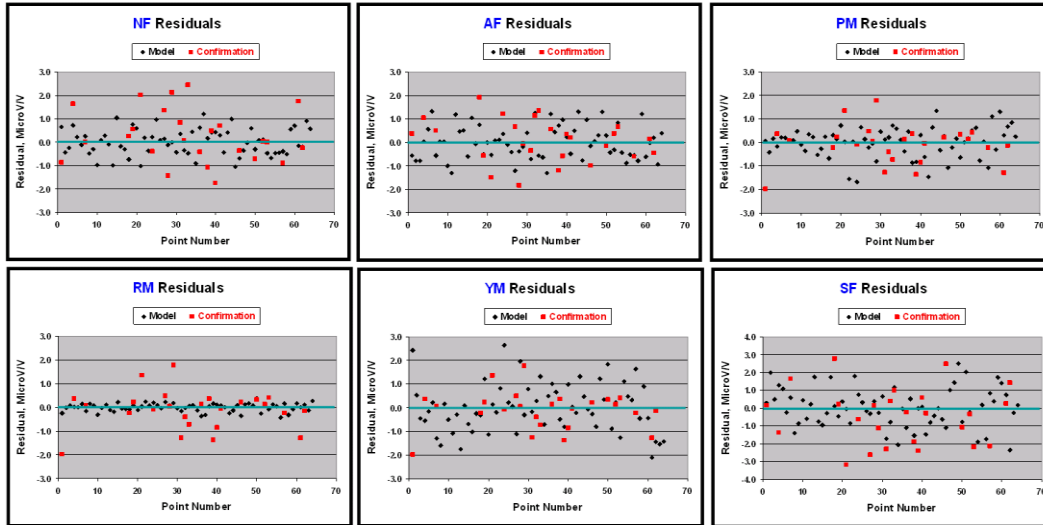 NF Residuals
Model Confirmation
Residual, MicroV/V
3.0
2.0
1.0
0.0
-1.0
-2.0
-3.0
0 10 20 30 40 50 60 70
Point Number
AF Residuals
Model Confirmation
Residual, MicroV/V
3.0
2.0
1.0
0.0
-1.0
-2.0
-3.0
0 10 20 30 40 50 60 70
Point Number
PM Residuals
Model Confirmation
Residual, MicroV/V
3.0
2.0
1.0
0.0
-1.0
-2.0
-3.0
0 10 20 30 40 50 60 70
Point Number
RM Residuals
Model Confirmation
Residual, MicroV/V
3.0
2.0
1.0
0.0
-1.0
-2.0
-3.0
0 10 20 30 40 50 60 70
Point Number
YM Residuals
Model Confirmation
Residual, MicroV/V
3.0
2.0
1.0
0.0
-1.0
-2.0
-3.0
0 10 20 30 40 50 60 70
Point Number
SF Residuals
Model Confirmation
Residual, MicroV/V
4.0
3.0
2.0
1.0
0.0
-1.0
-2.0
-3.0
-4.0
0 10 20 30 40 50 60 70
Point Number